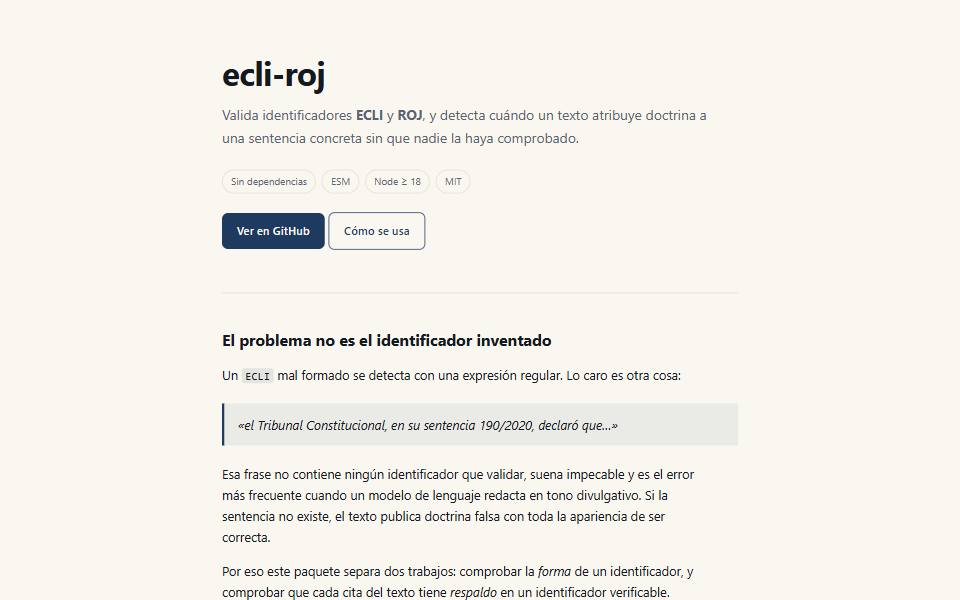 ecli-roj
Valida identificadores ECLI y ROJ, y detecta cuándo un texto atribuye doctrina a
una sentencia concreta sin que nadie la haya comprobado.
Sin dependencias ESM Node ≥ 18 MIT
Ver en GitHub Cómo se usa
El problema no es el identificador inventado
Un ECLI mal formado se detecta con una expresión regular. Lo caro es otra cosa:
«el Tribunal Constitucional, en su sentencia 190/2020, declaró que…»
Esa frase no contiene ningún identificador que validar, suena impecable y es el error
más frecuente cuando un modelo de lenguaje redacta en tono divulgativo. Si la
sentencia no existe, el texto publica doctrina falsa con toda la apariencia de ser
correcta.
Por eso este paquete separa dos trabajos: comprobar la forma de un identificador, y
comprobar que cada cita del texto tiene respaldo en un identificador verificable.